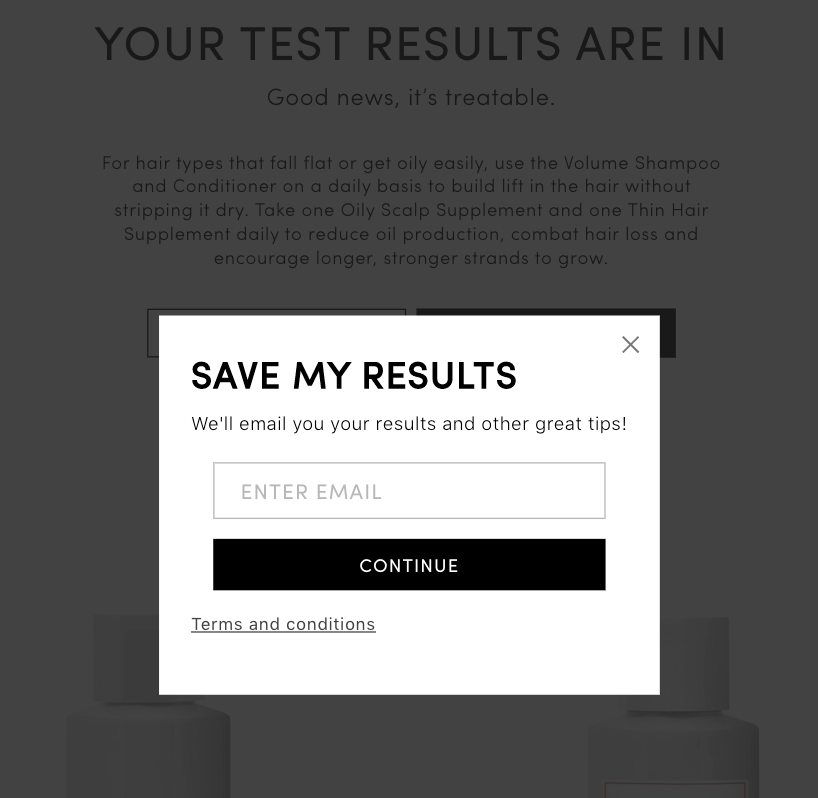 YOUR TEST RESULTS ARE IN
Good news, it's treatable.
For hair types that fall flat or get oily easily, use the Volume Shampoo
and Conditioner on a daily basis to build lift in the hair without
stripping it dry. Take one Oily Scalp Supplement and one Thin Hair
Supplement daily to reduce oil production, combat hair loss and
encourage longer, stronger strands to grow.
SAVE MY RESULTS
We'll email you your results and other great tips!
ENTER EMAIL
CONTINUE
Terms and conditions